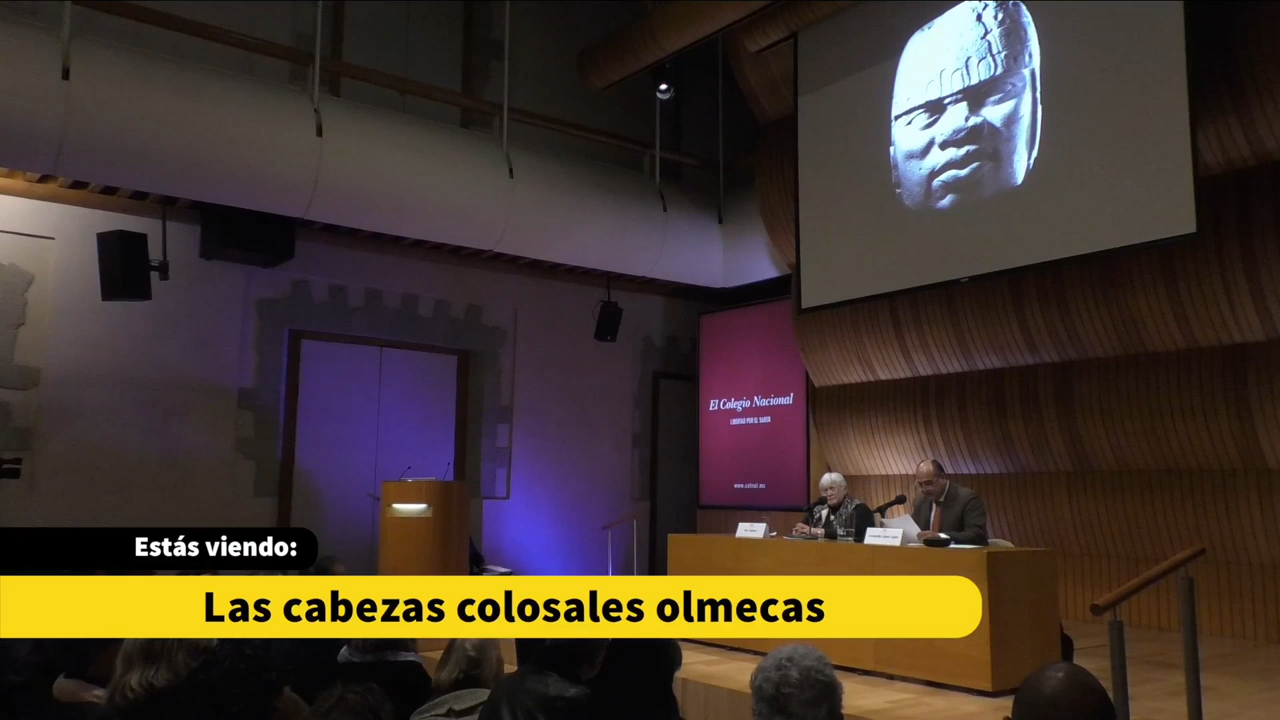 El Colegio Nacional
LIBERTAD POR EL SABER
www.colnal.mx
Estás viendo:
Las cabezas colosales olmecas